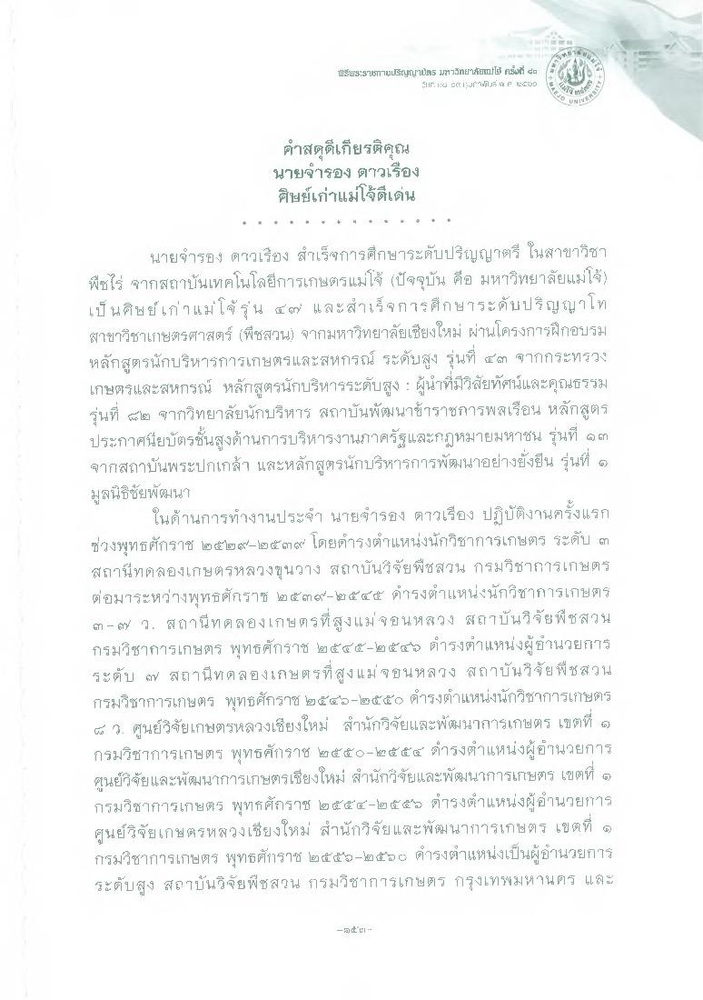 พิธีพระราชทานปริญญาบัตร มหาวิทยาลัยแม่โจ้ ครั้งที่ ๔๐
มหาวิทยาลัยแม่โจ้
MAEJO UNIVERSITY
แม่โจ้ ๒๔๗๗
คำสดุดีเกียรติคุณ
นายจำรอง ดาวเรือง
ศิษย์เก่าแม่โจ้ดีเด่น
นายจำรอง ดาวเรือง สำเร็จการศึกษาระดับปริญญาตรี ในสาขาวิชา
พืชไร่ จากสถาบันเทคโนโลยีการเกษตรแม่โจ้ (ปัจจุบัน คือ มหาวิทยาลัยแม่โจ้)
เป็นศิษย์เก่าแม่โจ้รุ่น ๔๗ และสำเร็จการศึกษาระดับปริญญาโท
สาขาวิชาเกษตรศาสตร์ (พืชสวน) จากมหาวิทยาลัยเชียงใหม่ ผ่านโครงการฝึกอบรม
หลักสูตรนักบริหารการเกษตรและสหกรณ์ ระดับสูง รุ่นที่ ๔๓ จากกระทรวง
เกษตรและสหกรณ์ หลักสูตรนักบริหารระดับสูง : ผู้นำที่มีวิสัยทัศน์และคุณธรรม
รุ่นที่ ๘๒ จากวิทยาลัยนักบริหาร สถาบันพัฒนาข้าราชการพลเรือน หลักสูตร
ประกาศนียบัตรชั้นสูงด้านการบริหารงานภาครัฐและกฎหมายมหาชน รุ่นที่ ๑๓
จากสถาบันพระปกเกล้า และหลักสูตรนักบริหารการพัฒนาอย่างยั่งยืน รุ่นที่ ๑
มูลนิธิชัยพัฒนา
ในด้านการทำงานประจำ นายจำรอง ดาวเรือง ปฏิบัติงานครั้งแรก
ช่วงพุทธศักราช ๒๕๒๙-๒๕๓๙ โดยดำรงตำแหน่งนักวิชาการเกษตร ระดับ ๓
สถานีทดลองเกษตรหลวงขุนวาง สถาบันวิจัยพืชสวน กรมวิชาการเกษตร
ต่อมาระหว่างพุทธศักราช ๒๕๓๙-๒๕๔๕ ดำรงตำแหน่งนักวิชาการเกษตร
๓-๗ ว. สถานีทดลองเกษตรที่สูงแม่จอนหลวง สถาบันวิจัยพืชสวน
กรมวิชาการเกษตร พุทธศักราช ๒๕๔๕-๒๕๔๖ ดำรงตำแหน่งผู้อำนวยการ
ระดับ ๗ สถานีทดลองเกษตรที่สูงแม่จอนหลวง สถาบันวิจัยพืชสวน
กรมวิชาการเกษตร พุทธศักราช ๒๕๔๖-๒๕๕๐ ดำรงตำแหน่งนักวิชาการเกษตร
๘ ว. ศูนย์วิจัยเกษตรหลวงเชียงใหม่ สำนักวิจัยและพัฒนาการเกษตร เขตที่ ๑
กรมวิชาการเกษตร พุทธศักราช ๒๕๕๐-๒๕๕๔ ดำรงตำแหน่งผู้อำนวยการ
ศูนย์วิจัยและพัฒนาการเกษตรเชียงใหม่ สำนักวิจัยและพัฒนาการเกษตร เขตที่ ๑
กรมวิชาการเกษตร พุทธศักราช ๒๕๕๔-๒๕๕๖ ดำรงตำแหน่งผู้อำนวยการ
ศูนย์วิจัยเกษตรหลวงเชียงใหม่ สำนักวิจัยและพัฒนาการเกษตร เขตที่ ๑
กรมวิชาการเกษตร พุทธศักราช ๒๕๕๖-๒๕๖๐ ดำรงตำแหน่งเป็นผู้อำนวยการ
ระดับสูง สถาบันวิจัยพืชสวน กรมวิชาการเกษตร กรุงเทพมหานคร และ
-๑๕๓-